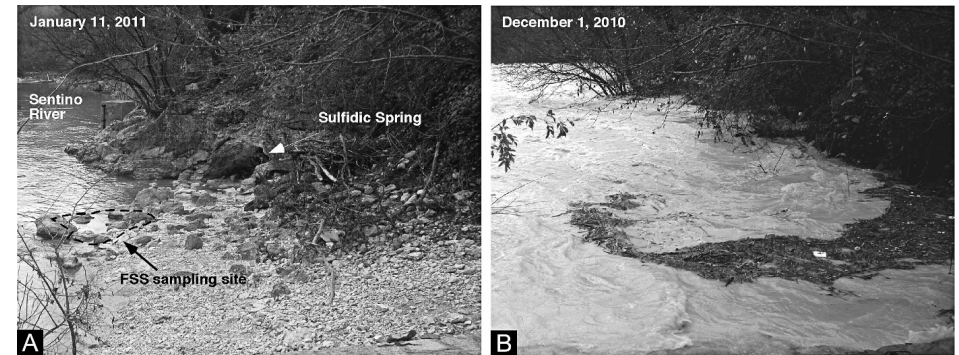 January 11, 2011
Sentino
River
Sulfidic Spring
FSS sampling site
A
December 1, 2010
B